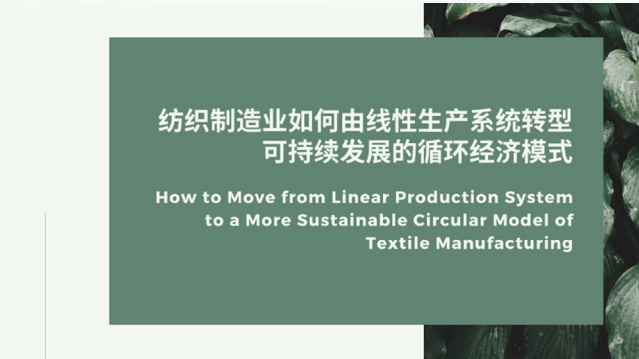 纺织制造业如何由线性生产系统转型
可持续发展的循环经济模式
How to Move from Linear Production System
to a More Sustainable Circular Model of
Textile Manufacturing